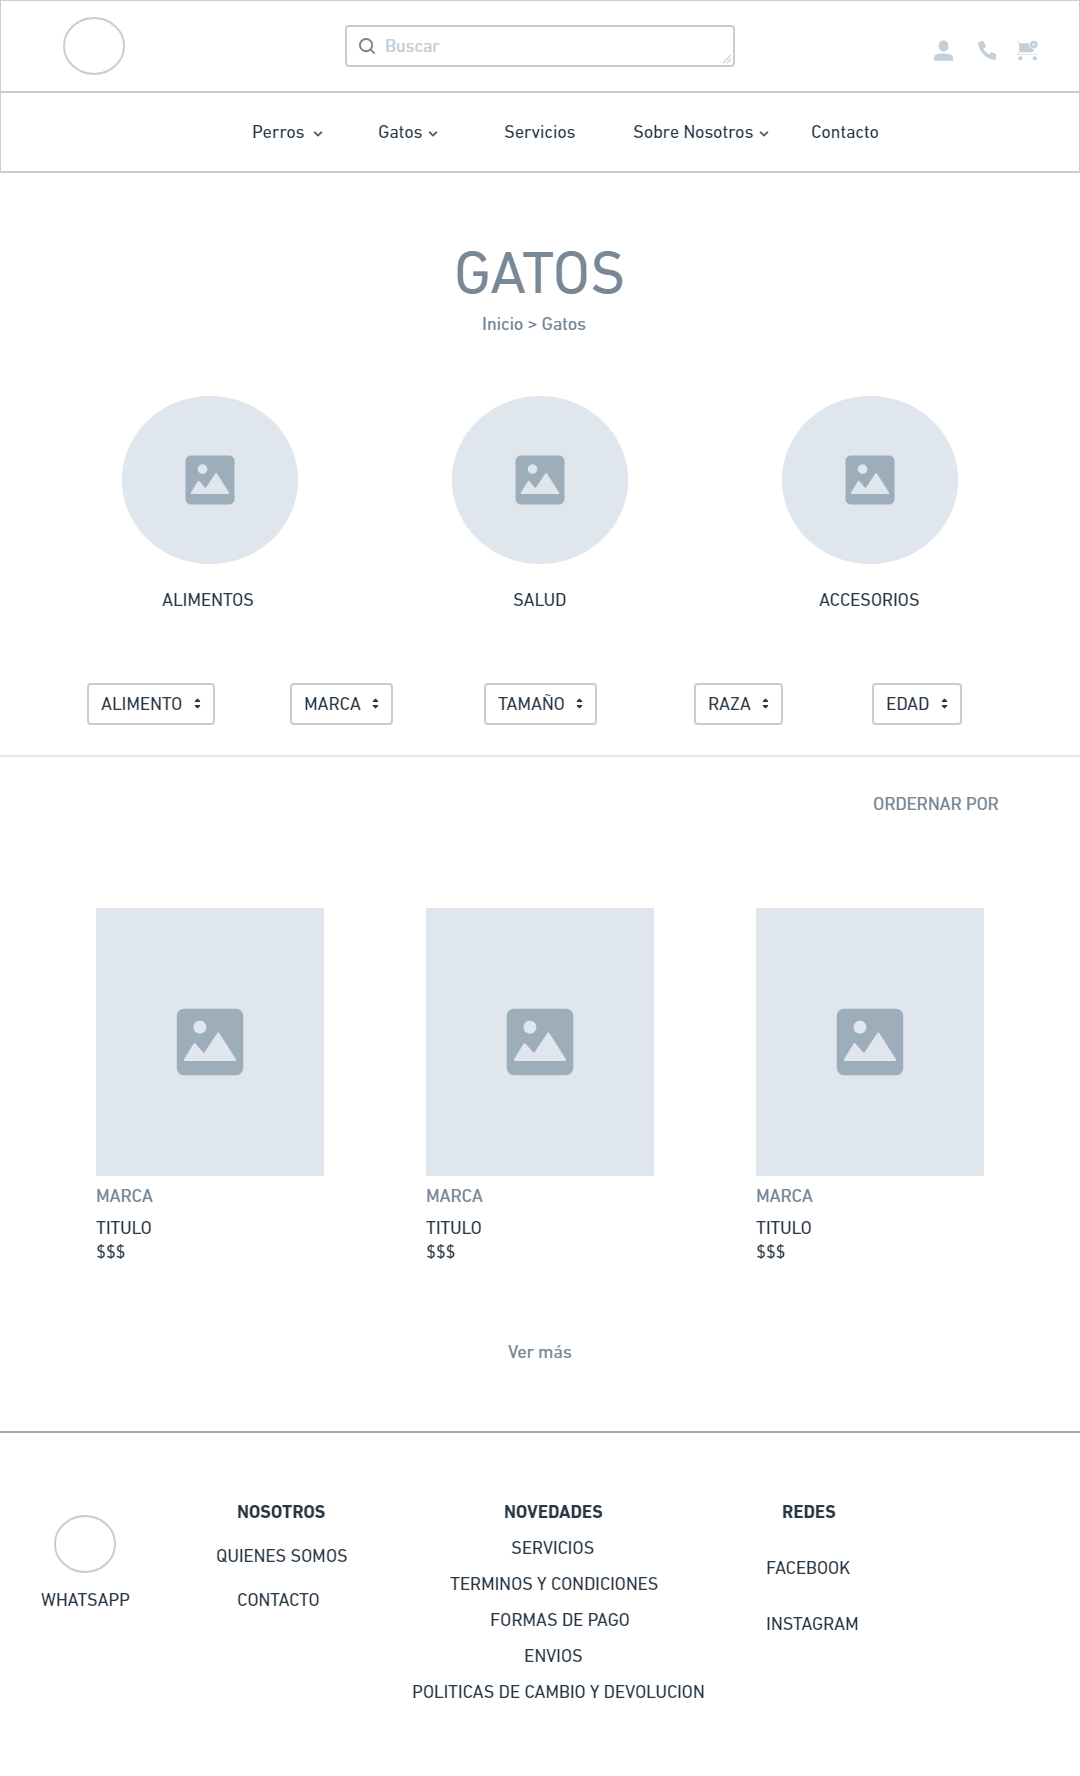 Buscar
Perros
Gatos
Servicios
Sobre Nosotros
Contacto
GATOS
Inicio > Gatos
ALIMENTOS
SALUD
ACCESORIOS
ALIMENTO
MARCA
TAMAÑO
RAZA
EDAD
ORDERNAR POR
MARCA
TITULO
$$$
MARCA
TITULO
$$$
MARCA
TITULO
$$$
Ver más
WHATSAPP
NOSOTROS
QUIENES SOMOS
CONTACTO
NOVEDADES
SERVICIOS
TERMINOS Y CONDICIONES
FORMAS DE PAGO
ENVIOS
POLITICAS DE CAMBIO Y DEVOLUCION
REDES
FACEBOOK
INSTAGRAM